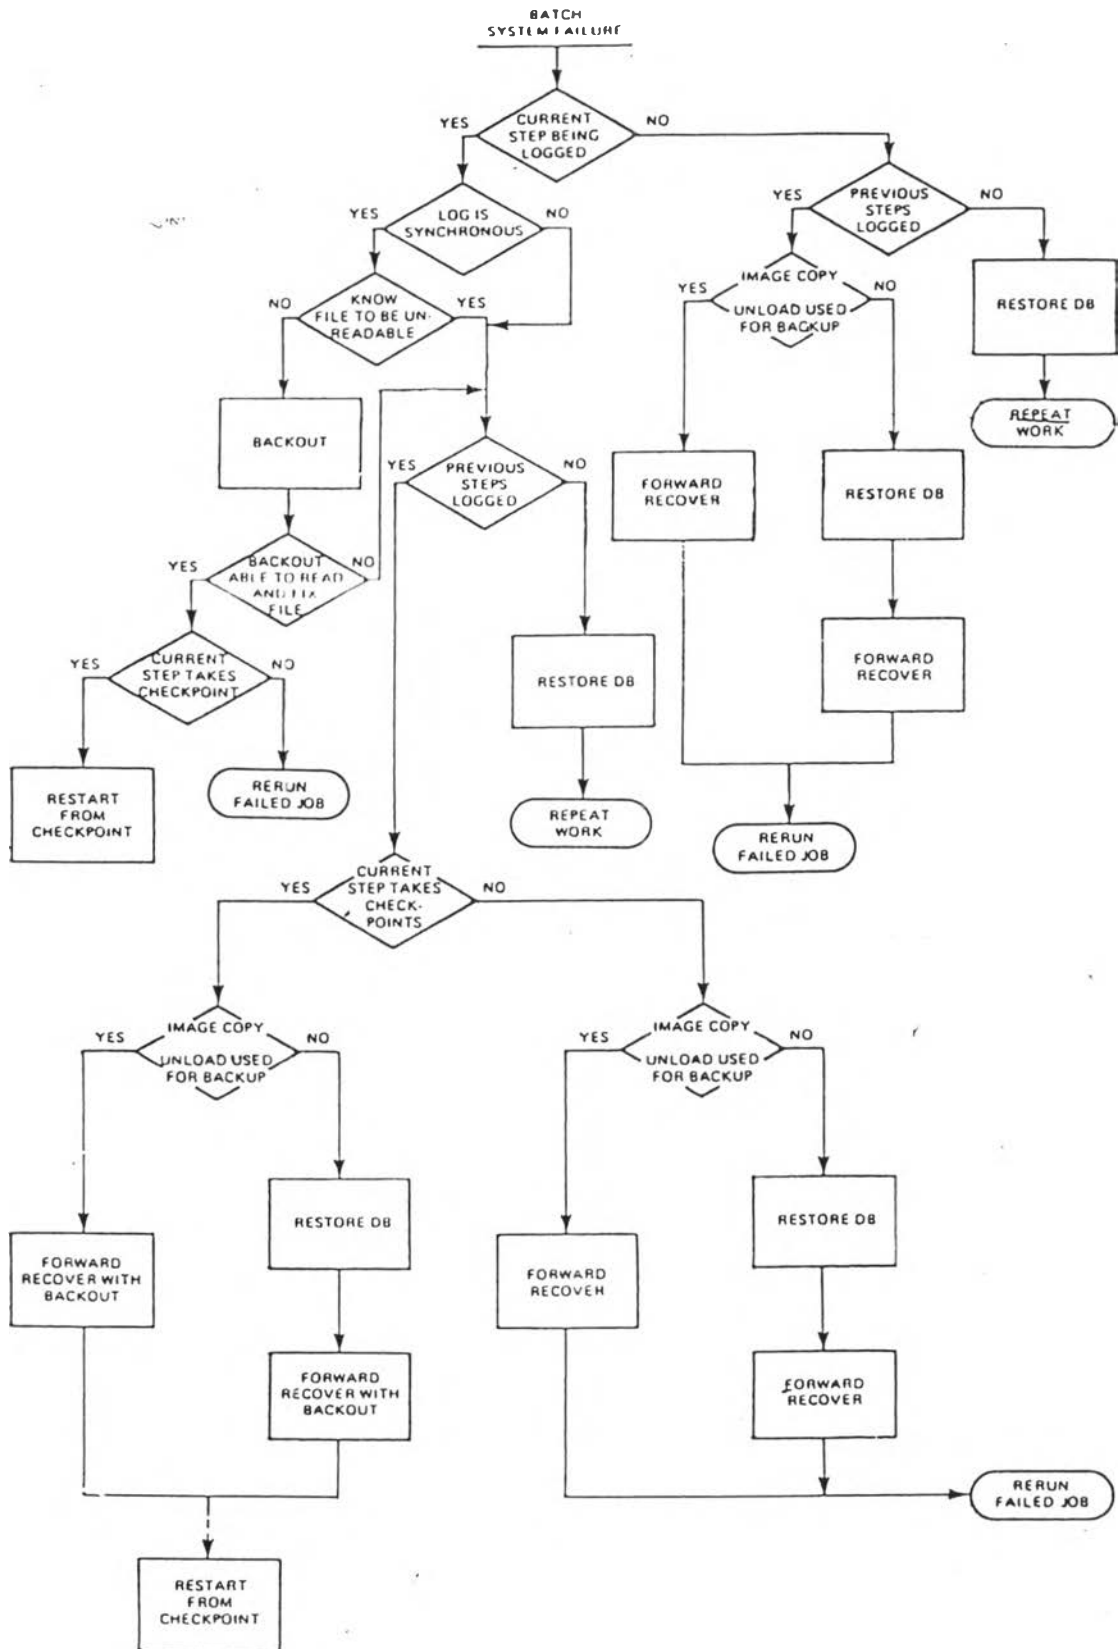 BATCH
SYSTEM FAILURE
CURRENT
STEP BEING
LOGGED
YES
NO
LOG IS
SYNCHRONOUS
YES
NO
PREVIOUS
STEPS
LOGGED
YES
NO
KNOW
FILE TO BE UN-
READABLE
NO
YES
IMAGE COPY
UNLOAD USED
FOR BACKUP
YES
NO
RESTORE DB
REPEAT
WORK
BACKOUT
PREVIOUS
STEPS
LOGGED
YES
NO
FORWARD
RECOVER
RESTORE DB
BACKOUT
ABLE TO READ
AND FIX
FILE
YES
NO
CURRENT
STEP TAKES
CHECKPOINT
YES
NO
RESTORE DB
FORWARD
RECOVER
RESTART
FROM
CHECKPOINT
RERUN
FAILED JOB
REPEAT
WORK
RERUN
FAILED JOB
CURRENT
STEP TAKES
CHECK-
POINTS
YES
NO
IMAGE COPY
UNLOAD USED
FOR BACKUP
YES
NO
IMAGE COPY
UNLOAD USED
FOR BACKUP
YES
NO
RESTORE DB
RESTORE DB
FORWARD
RECOVER WITH
BACKOUT
FORWARD
RECOVER
FORWARD
RECOVER WITH
BACKOUT
FORWARD
RECOVER
RERUN
FAILED JOB
RESTART
FROM
CHECKPOINT